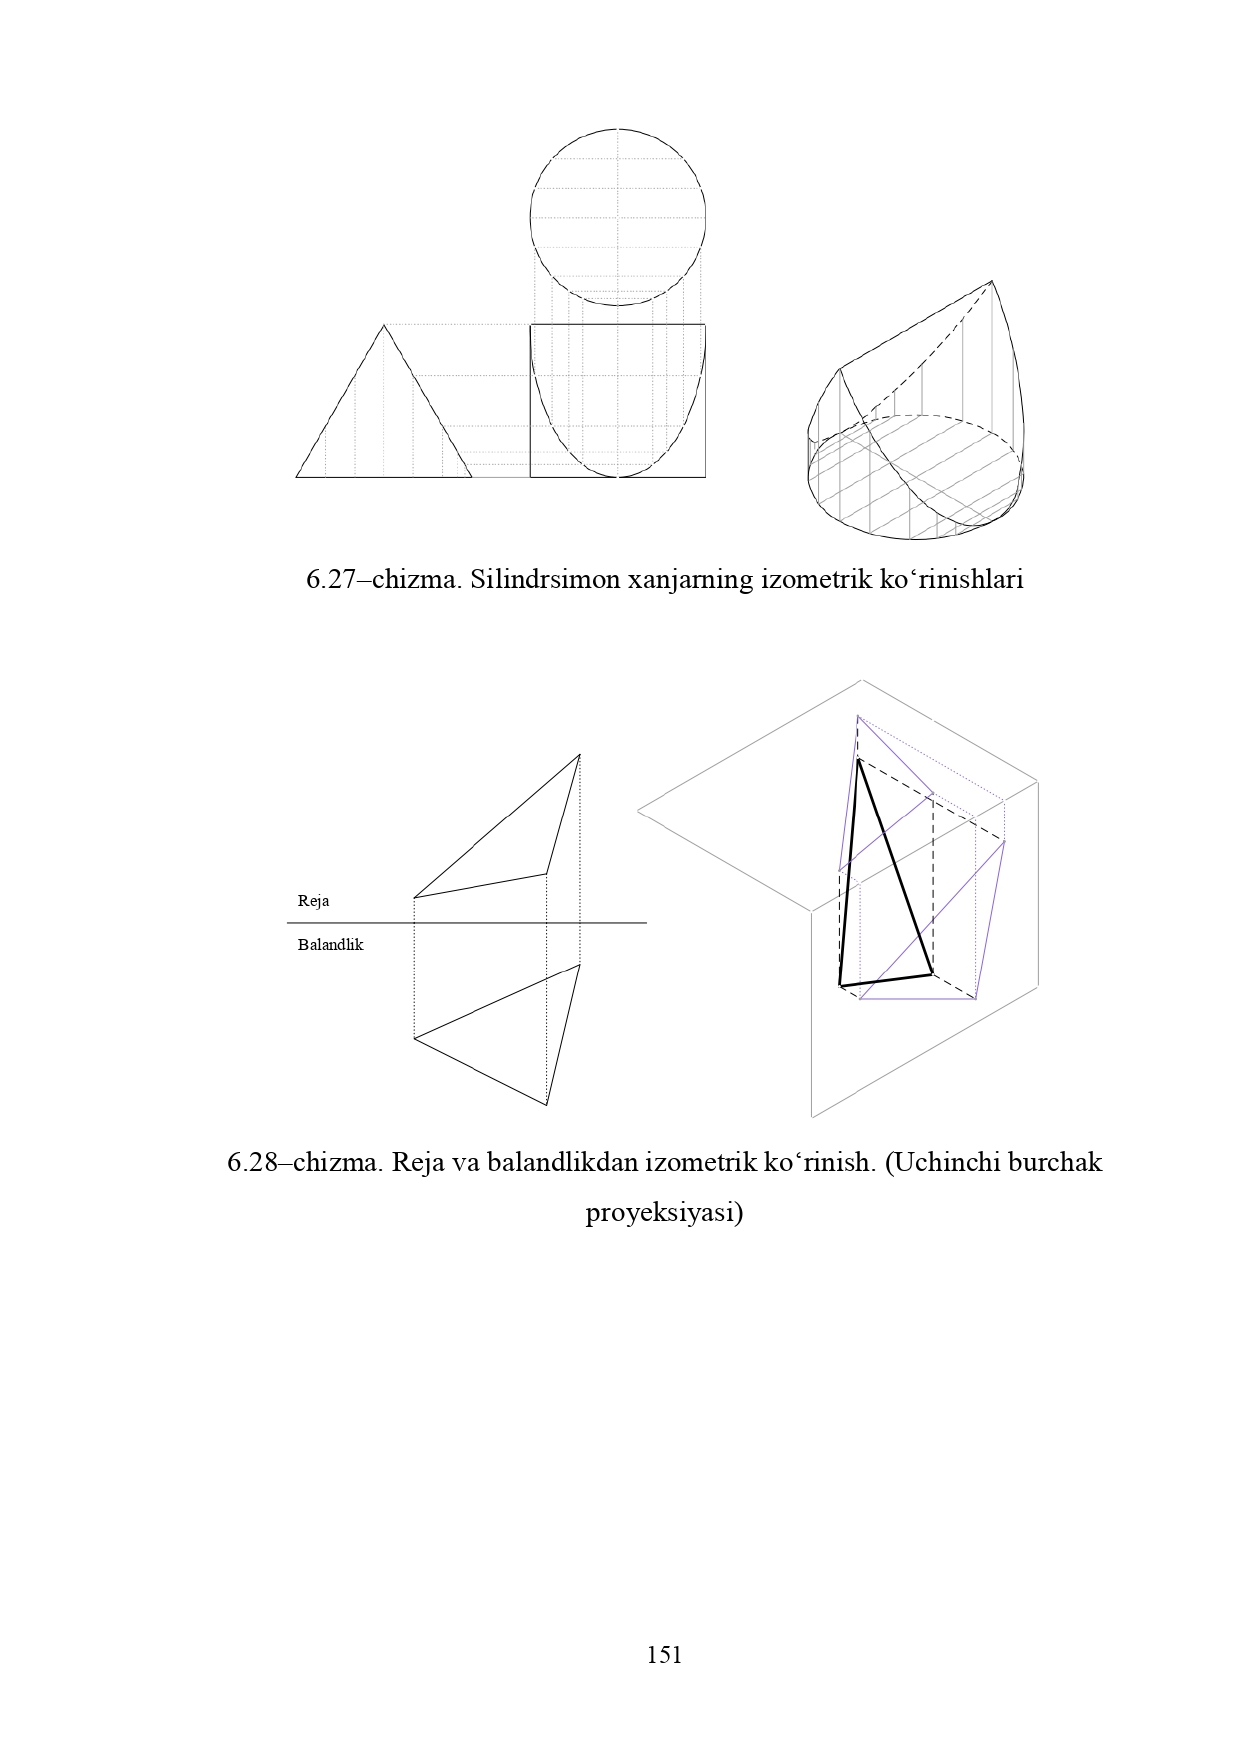 6.27–chizma. Silindrsimon xanjarning izometrik ko‘rinishlari
Reja
Balandlik
6.28–chizma. Reja va balandlikdan izometrik ko‘rinish. (Uchinchi burchak
proyeksiyasi)
151